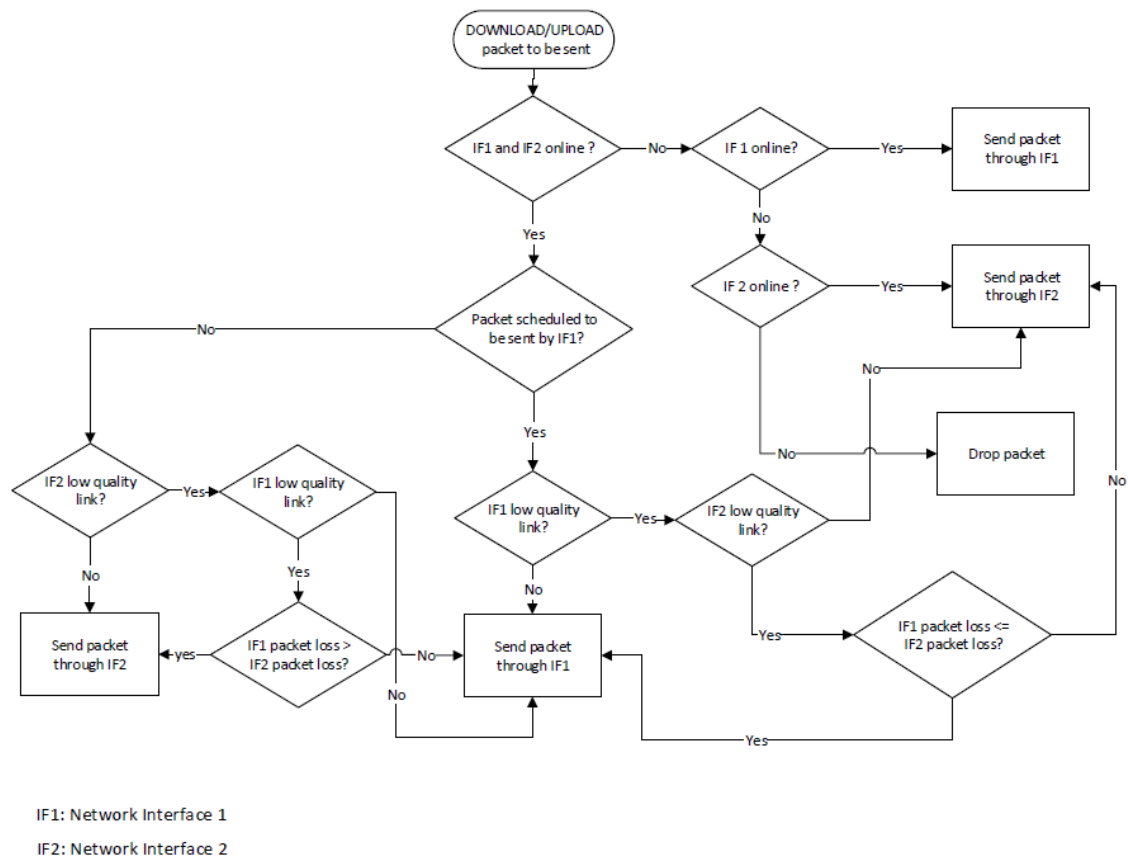 DOWNLOAD/UPLOAD
packet to be sent
IF1 and IF2 online ?
No
IF 1 online?
Yes
Send packet
through IF1
No
Yes
IF 2 online ?
Yes
Send packet
through IF2
Packet scheduled to
be sent by IF1?
No
No
Yes
No
Drop packet
No
IF2 low quality
link?
Yes
IF1 low quality
link?
IF1 low quality
link?
Yes
IF2 low quality
link?
No
Yes
No
Send packet
through IF2
yes
IF1 packet loss >
IF2 packet loss?
No
No
Send packet
through IF1
Yes
IF1 packet loss <=
IF2 packet loss?
No
Yes
IF1: Network Interface 1
IF2: Network Interface 2